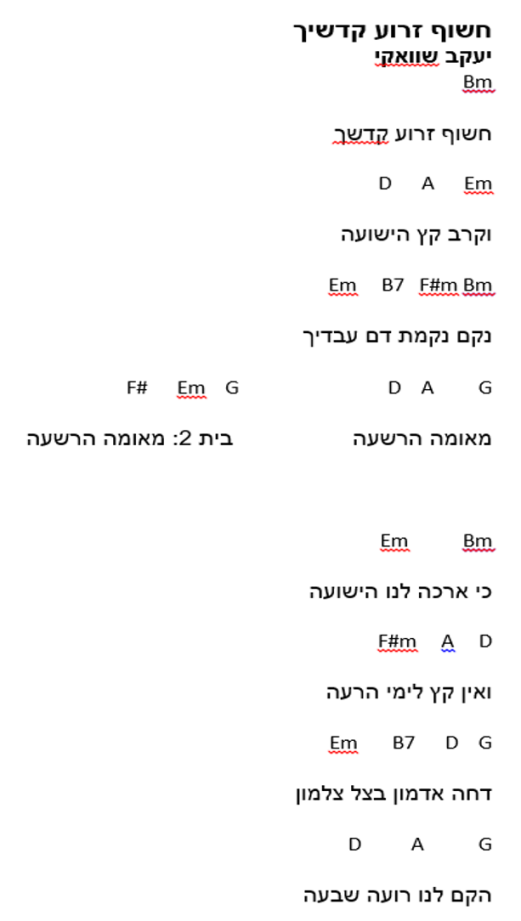 חשוף זרוע קדשיך
יעקב שוואקי
Bm
חשוף זרוע קדשך
Em A D
וקרב קץ הישועה
Bm F#m B7 Em
נקם נקמת דם עבדיך
G A D G Em F#
מאומה הרשעה בית 2: מאומה הרשעה
Bm Em
כי ארכה לנו הישועה
D A F#m
ואין קץ לימי הרעה
G D B7 Em
דחה אדמון בצל צלמון
G A D
הקם לנו רועה שבעה